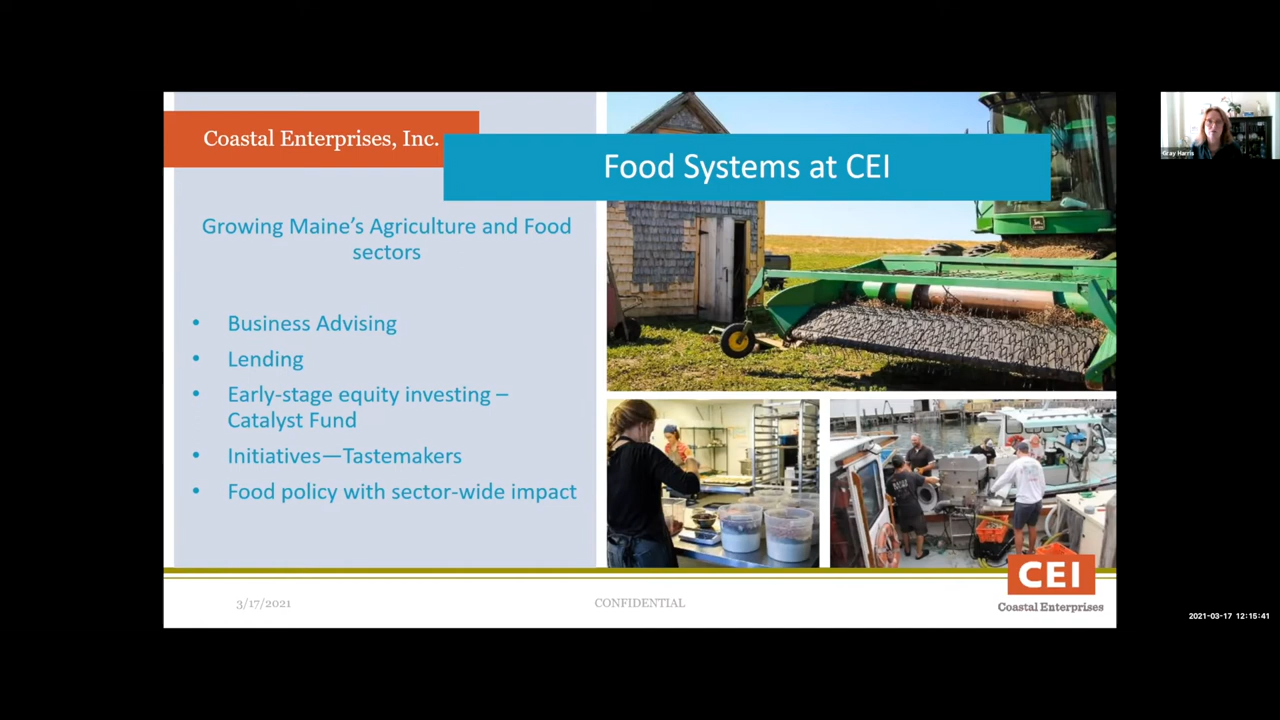 Coastal Enterprises, Inc.
Food Systems at CEI
Growing Maine's Agriculture and Food
sectors
• Business Advising
• Lending
• Early-stage equity investing –
Catalyst Fund
• Initiatives—Tastemakers
• Food policy with sector-wide impact
3/17/2021
CONFIDENTIAL
CEI
Coastal Enterprises
Gray Harris
2021-03-17 12:15:41